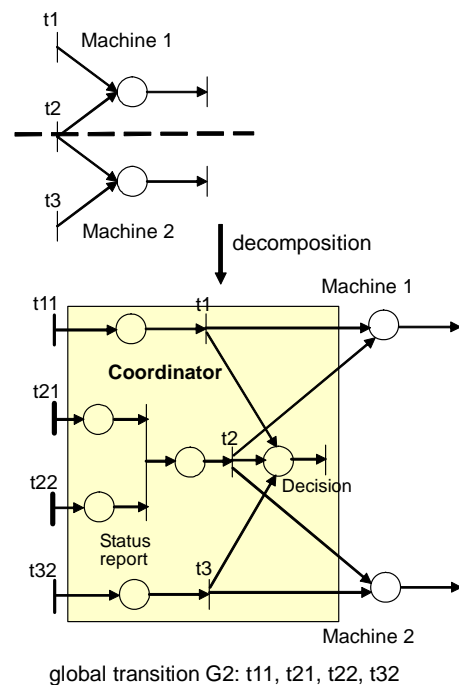 t1
Machine 1
t2
t3
Machine 2
decomposition
Machine 1
t11
t1
Coordinator
t21
t2
t22
Decision
Status
report
t32
t3
Machine 2
global transition G2: t11, t21, t22, t32